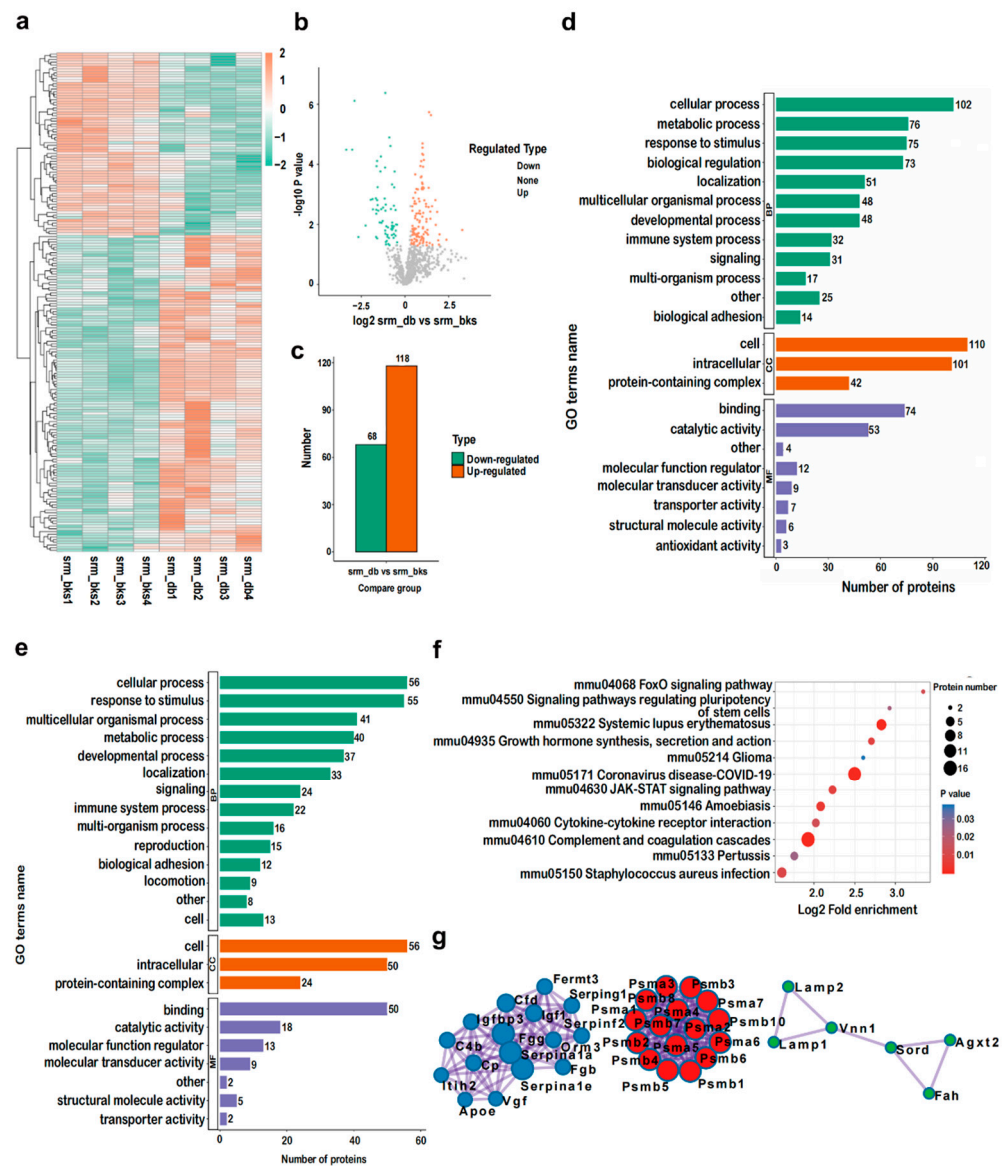 a
2
1
0
−1
−2
srm_bks1
srm_bks2
srm_bks3
srm_bks4
srm_db1
srm_db2
srm_db3
srm_db4
b
-log10 P value
6
4
2
0
−2.5
0
2.5
log2 srm_db vs srm_bks
Regulated Type
Down
None
Up
c
Number
120
90
60
30
0
68
118
Type
Down-regulated
Up-regulated
srm_db vs srm_bks
Compare group
d
GO terms name
BP
cellular process 102
metabolic process 76
response to stimulus 75
biological regulation 73
localization 51
multicellular organismal process 48
developmental process 48
immune system process 32
signaling 31
multi-organism process 17
other 25
biological adhesion 14
CC
cell 110
intracellular 101
protein-containing complex 42
MF
binding 74
catalytic activity 53
other 4
molecular function regulator 12
molecular transducer activity 9
transporter activity 7
structural molecule activity 6
antioxidant activity 3
0 30 60 90 120
Number of proteins
e
GO terms name
BP
cellular process 56
response to stimulus 55
multicellular organismal process 41
metabolic process 40
developmental process 37
localization 33
signaling 24
immune system process 22
multi-organism process 16
reproduction 15
biological adhesion 12
locomotion 9
other 8
cell 13
CC
cell 56
intracellular 50
protein-containing complex 24
MF
binding 50
catalytic activity 18
molecular function regulator 13
molecular transducer activity 9
other 2
structural molecule activity 5
transporter activity 2
0 20 40 60
Number of proteins
f
mmu04068 FoxO signaling pathway
mmu04550 Signaling pathways regulating pluripotency
of stem cells
mmu05322 Systemic lupus erythematosus
mmu04935 Growth hormone synthesis, secretion and action
mmu05214 Glioma
mmu05171 Coronavirus disease-COVID-19
mmu04630 JAK-STAT signaling pathway
mmu05146 Amoebiasis
mmu04060 Cytokine-cytokine receptor interaction
mmu04610 Complement and coagulation cascades
mmu05133 Pertussis
mmu05150 Staphylococcus aureus infection
2.0 2.5 3.0
Log2 Fold enrichment
Protein number
2
5
8
11
16
P value
0.03
0.02
0.01
g
Fermt3
Cfd
Serping1
Igfbp3
Igf1
Serpinf2
C4b
Fgg
Orm3
Serpina1a
Cp
Fgb
Itih2
Serpina1e
Apoe
Vgf
Psma3
Psmb3
Psmb8
Psma7
Psma1
Psma4
Psmb7
Psma2
Psmb10
Psmb2
Psma5
Psma6
Psmb4
Psmb6
Psmb5
Psmb1
Lamp2
Vnn1
Lamp1
Sord
Agxt2
Fah